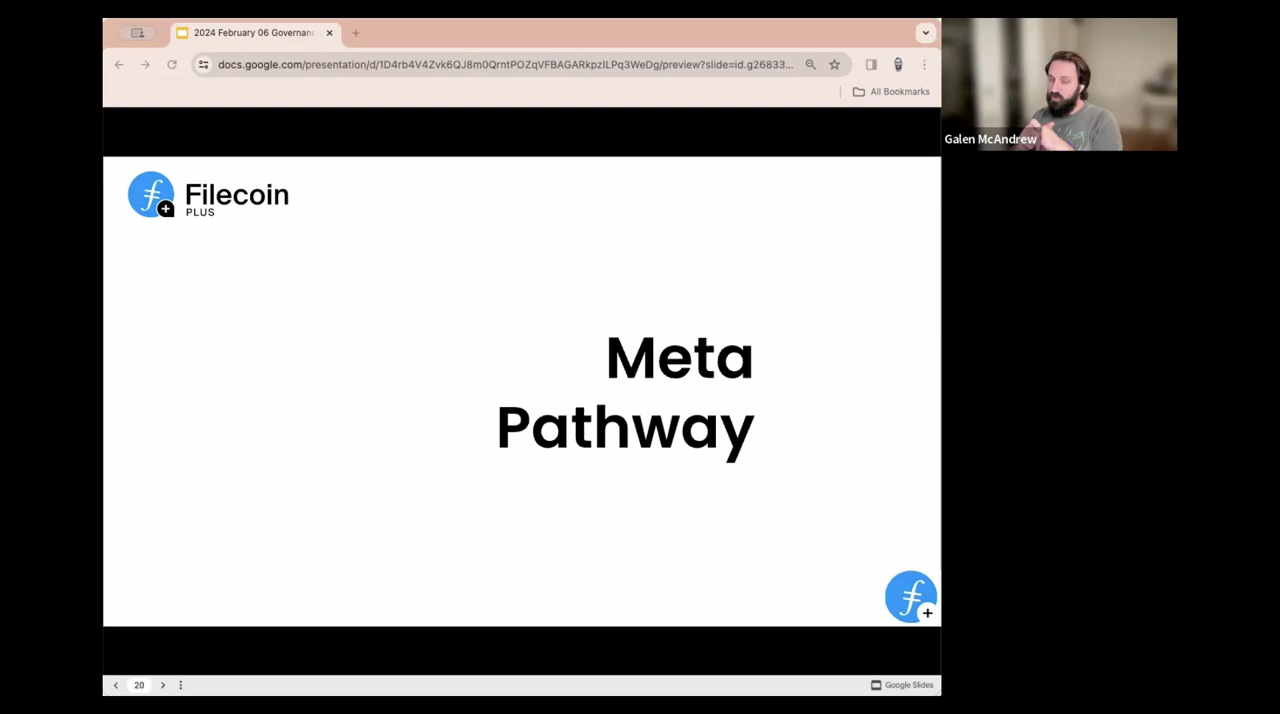 2024 February 06 Governanc
docs.google.com/presentation/d/1D4rb4V4Zvk6QJ8m0QrntPOZqVFBAGARkpzILPq3WeDg/preview?slide=id.g26833...
All Bookmarks
Galen McAndrew
Filecoin
PLUS
Meta
Pathway
20
Google Slides